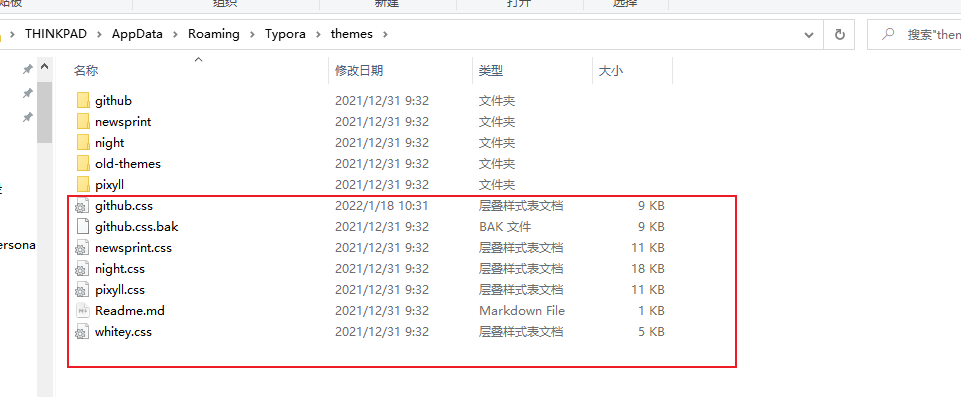 组织 新建 打开 选择
THINKPAD > AppData > Roaming > Typora > themes >
搜索"then
名称 修改日期 类型 大小
github 2021/12/31 9:32 文件夹
newsprint 2021/12/31 9:32 文件夹
night 2021/12/31 9:32 文件夹
old-themes 2021/12/31 9:32 文件夹
pixyll 2021/12/31 9:32 文件夹
github.css 2022/1/18 10:31 层叠样式表文档 9 KB
github.css.bak 2021/12/31 9:32 BAK 文件 9 KB
newsprint.css 2021/12/31 9:32 层叠样式表文档 11 KB
ersona
night.css 2021/12/31 9:32 层叠样式表文档 18 KB
pixyll.css 2021/12/31 9:32 层叠样式表文档 11 KB
Readme.md 2021/12/31 9:32 Markdown File 1 KB
whitey.css 2021/12/31 9:32 层叠样式表文档 5 KB